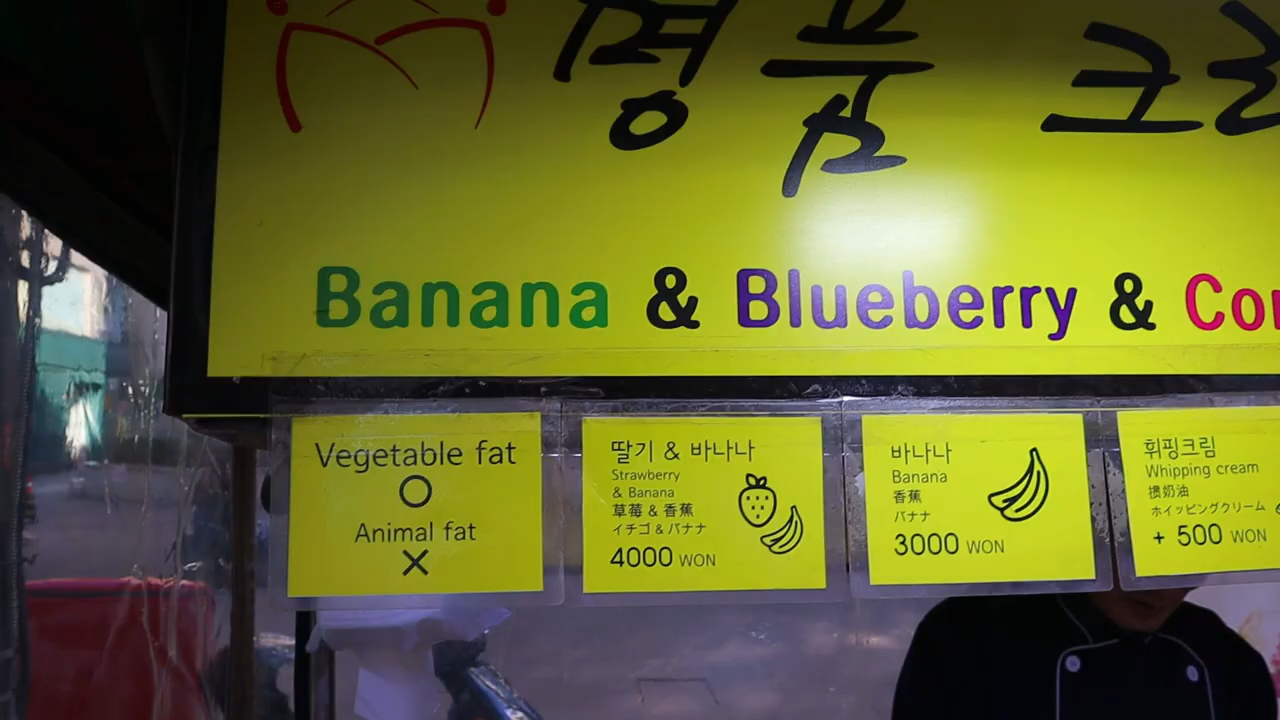 명품 크
Banana & Blueberry &
Vegetable fat
○
Animal fat
×
딸기 & 바나나
Strawberry
& Banana
草莓 & 香蕉
イチゴ & バナナ
4000 WON
바나나
Banana
香蕉
バナナ
3000 WON
휘핑크림
Whipping cream
掼奶油
ホイッピングクリーム
+ 500 WON